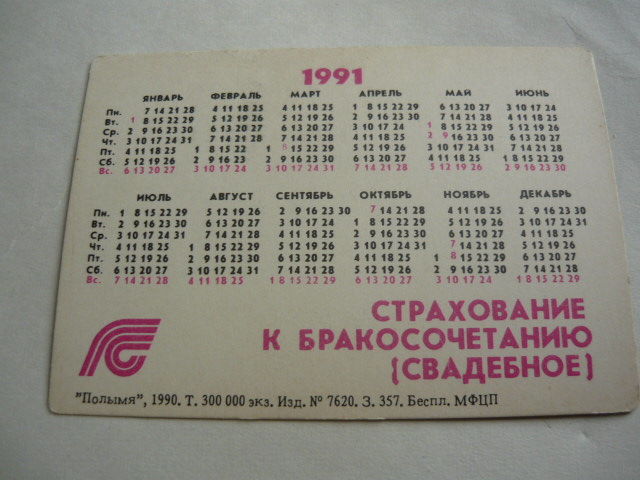 1991
ЯНВАРЬ ФЕВРАЛЬ МАРТ АПРЕЛЬ МАЙ ИЮНЬ
Пн. 7 14 21 28 4 11 18 25 4 11 18 25 1 8 15 22 29 6 13 20 27 3 10 17 24
Вт. 1 8 15 22 29 5 12 19 26 5 12 19 26 2 9 16 23 30 7 14 21 28 4 11 18 25
Ср. 2 9 16 23 30 6 13 20 27 6 13 20 27 3 10 17 24 1 8 15 22 29 5 12 19 26
Чт. 3 10 17 24 31 7 14 21 28 7 14 21 28 4 11 18 25 2 9 16 23 30 6 13 20 27
Пт. 4 11 18 25 1 8 15 22 1 8 15 22 29 5 12 19 26 3 10 17 24 31 7 14 21 28
Сб. 5 12 19 26 2 9 16 23 2 9 16 23 30 6 13 20 27 4 11 18 25 1 8 15 22 29
Вс. 6 13 20 27 3 10 17 24 3 10 17 24 31 7 14 21 28 5 12 19 26 2 9 16 23 30
ИЮЛЬ АВГУСТ СЕНТЯБРЬ ОКТЯБРЬ НОЯБРЬ ДЕКАБРЬ
Пн. 1 8 15 22 29 5 12 19 26 2 9 16 23 30 7 14 21 28 4 11 18 25 2 9 16 23 30
Вт. 2 9 16 23 30 6 13 20 27 3 10 17 24 1 8 15 22 29 5 12 19 26 3 10 17 24 31
Ср. 3 10 17 24 31 7 14 21 28 4 11 18 25 2 9 16 23 30 6 13 20 27 4 11 18 25
Чт. 4 11 18 25 1 8 15 22 29 5 12 19 26 3 10 17 24 31 7 14 21 28 5 12 19 26
Пт. 5 12 19 26 2 9 16 23 30 6 13 20 27 4 11 18 25 1 8 15 22 29 6 13 20 27
Сб. 6 13 20 27 3 10 17 24 31 7 14 21 28 5 12 19 26 2 9 16 23 30 7 14 21 28
Вс. 7 14 21 28 4 11 18 25 1 8 15 22 29 6 13 20 27 3 10 17 24 1 8 15 22 29
СТРАХОВАНИЕ
К БРАКОСОЧЕТАНИЮ
(СВАДЕБНОЕ)
"Полымя", 1990. Т. 300 000 экз. Изд. № 7620. З. 357. Беспл. МФЦП